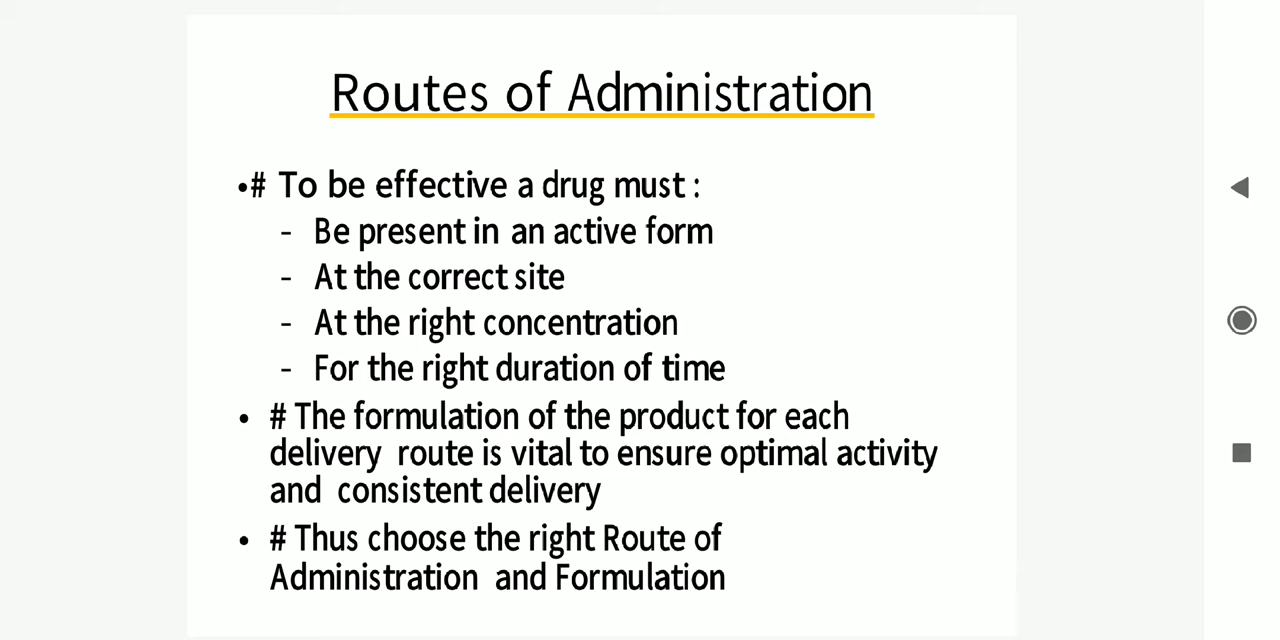 Routes of Administration
•# To be effective a drug must :
- Be present in an active form
- At the correct site
- At the right concentration
- For the right duration of time
• # The formulation of the product for each
delivery route is vital to ensure optimal activity
and consistent delivery
• # Thus choose the right Route of
Administration and Formulation